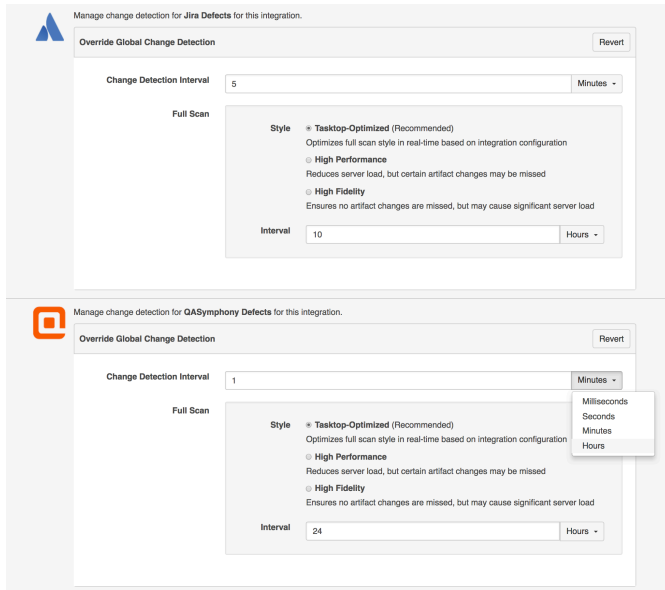 Manage change detection for Jira Defects for this integration.
Override Global Change Detection
Revert
Change Detection Interval
5
Minutes
Full Scan
Style
Tasktop-Optimized (Recommended)
Optimizes full scan style in real-time based on integration configuration
High Performance
Reduces server load, but certain artifact changes may be missed
High Fidelity
Ensures no artifact changes are missed, but may cause significant server load
Interval
10
Hours
Manage change detection for QASymphony Defects for this integration.
Override Global Change Detection
Revert
Change Detection Interval
1
Minutes
Milliseconds
Seconds
Minutes
Hours
Full Scan
Style
Tasktop-Optimized (Recommended)
Optimizes full scan style in real-time based on integration configuration
High Performance
Reduces server load, but certain artifact changes may be missed
High Fidelity
Ensures no artifact changes are missed, but may cause significant server load
Interval
24
Hours